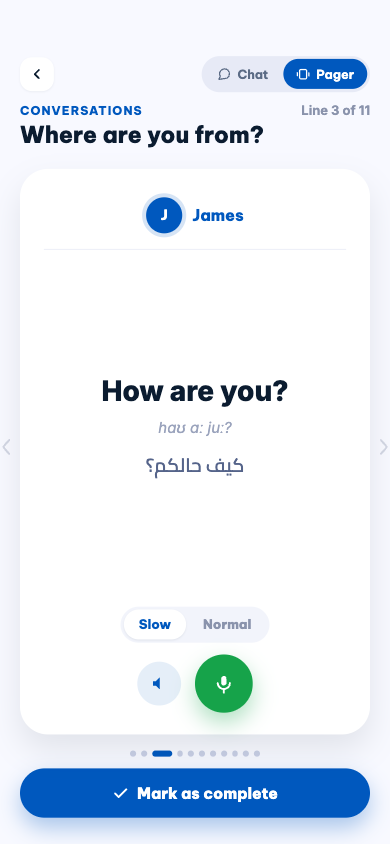 Chat
Pager
CONVERSATIONS
Line 3 of 11
Where are you from?
J
James
How are you?
haʊ ɑː juː?
كيف حالكم؟
Slow
Normal
Mark as complete